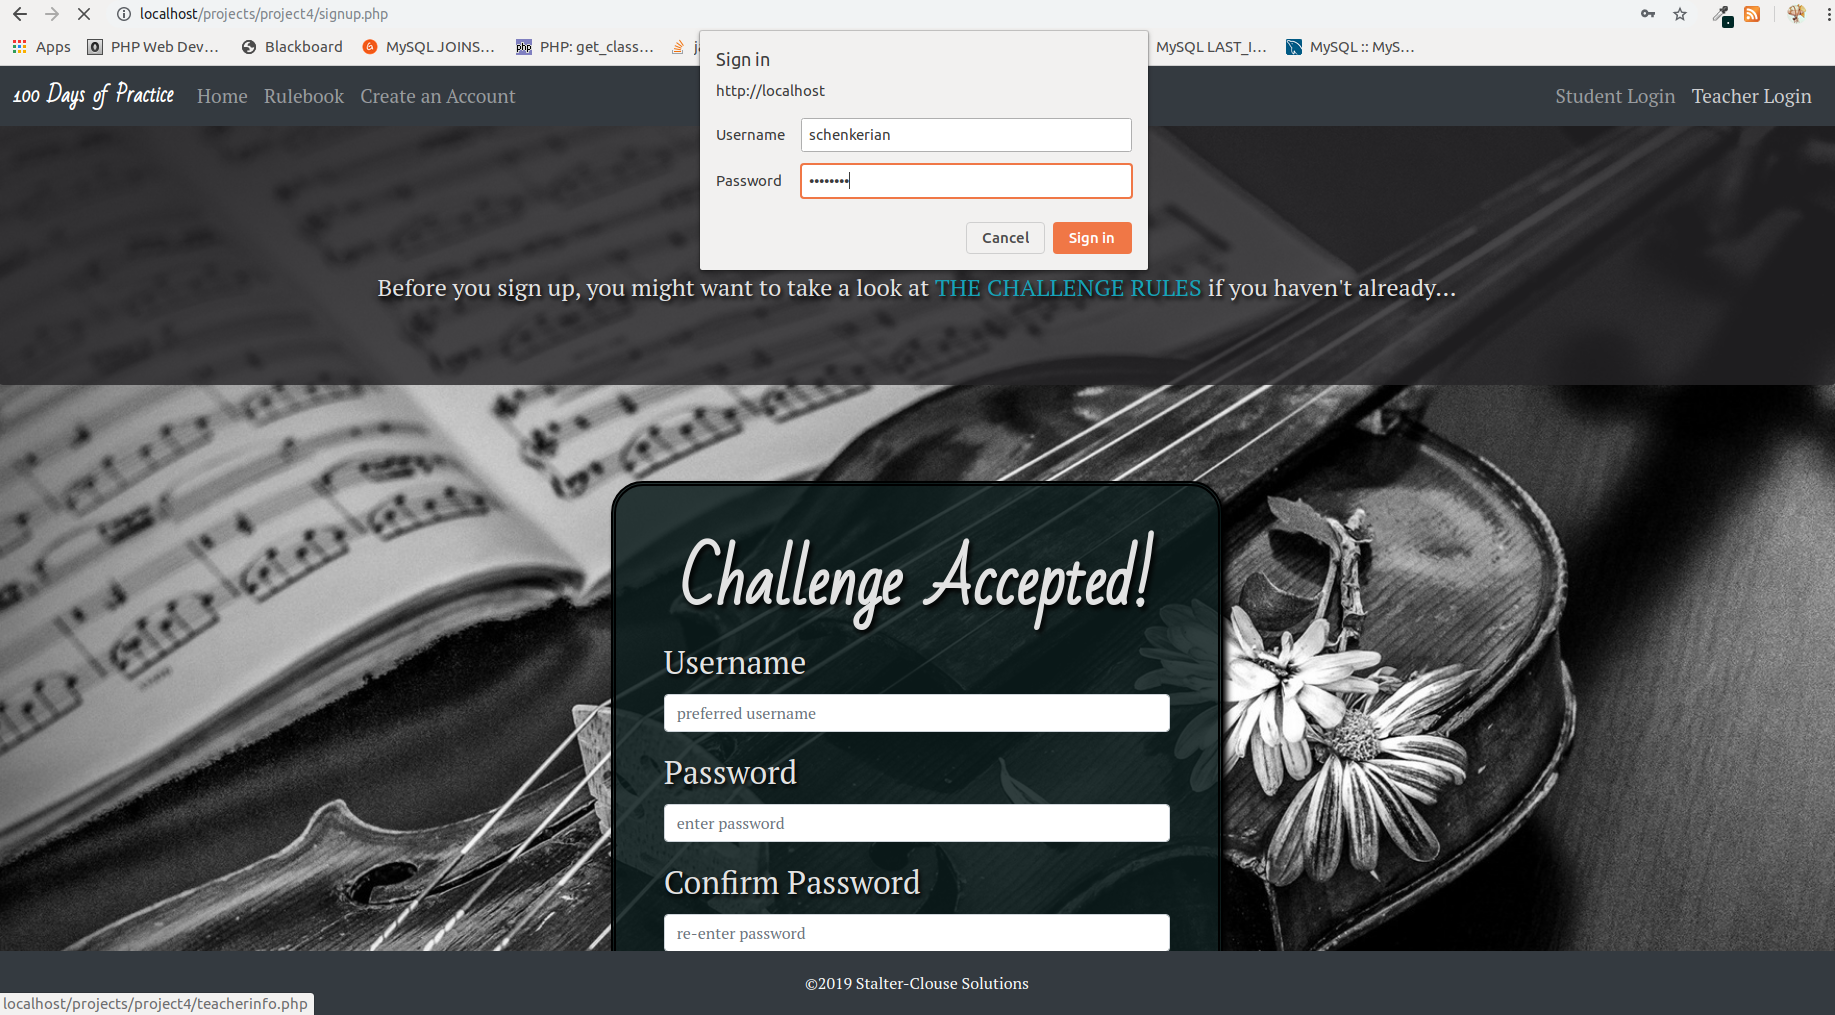 localhost/projects/project4/signup.php
Apps PHP Web Dev… Blackboard MySQL JOINS… PHP: get_class… MySQL LAST_I… MySQL :: MyS…
Sign in
http://localhost
Username schenkerian
Password ••••••••
Cancel Sign in
100 Days of Practice Home Rulebook Create an Account Student Login Teacher Login
Before you sign up, you might want to take a look at THE CHALLENGE RULES if you haven't already...
Challenge Accepted!
Username
preferred username
Password
enter password
Confirm Password
re-enter password
©2019 Stalter-Clouse Solutions
localhost/projects/project4/teacherinfo.php